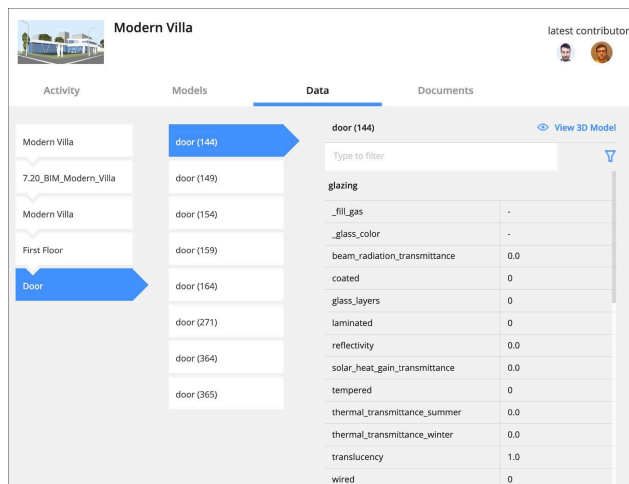 Modern Villa
latest contributor
Activity
Models
Data
Documents
Modern Villa
7.20_BIM_Modern_Villa
Modern Villa
First Floor
Door
door (144)
door (149)
door (154)
door (159)
door (164)
door (271)
door (364)
door (365)
door (144)
View 3D Model
Type to filter
glazing
_fill_gas -
_glass_color -
beam_radiation_transmittance 0.0
coated 0
glass_layers 0
laminated 0
reflectivity 0.0
solar_heat_gain_transmittance 0.0
tempered 0
thermal_transmittance_summer 0.0
thermal_transmittance_winter 0.0
translucency 1.0
wired 0